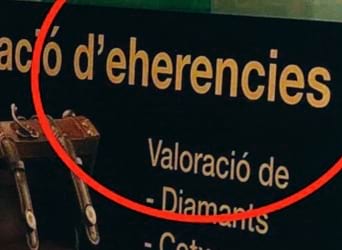 ació d'eherencies
Valoració de
- Diamants